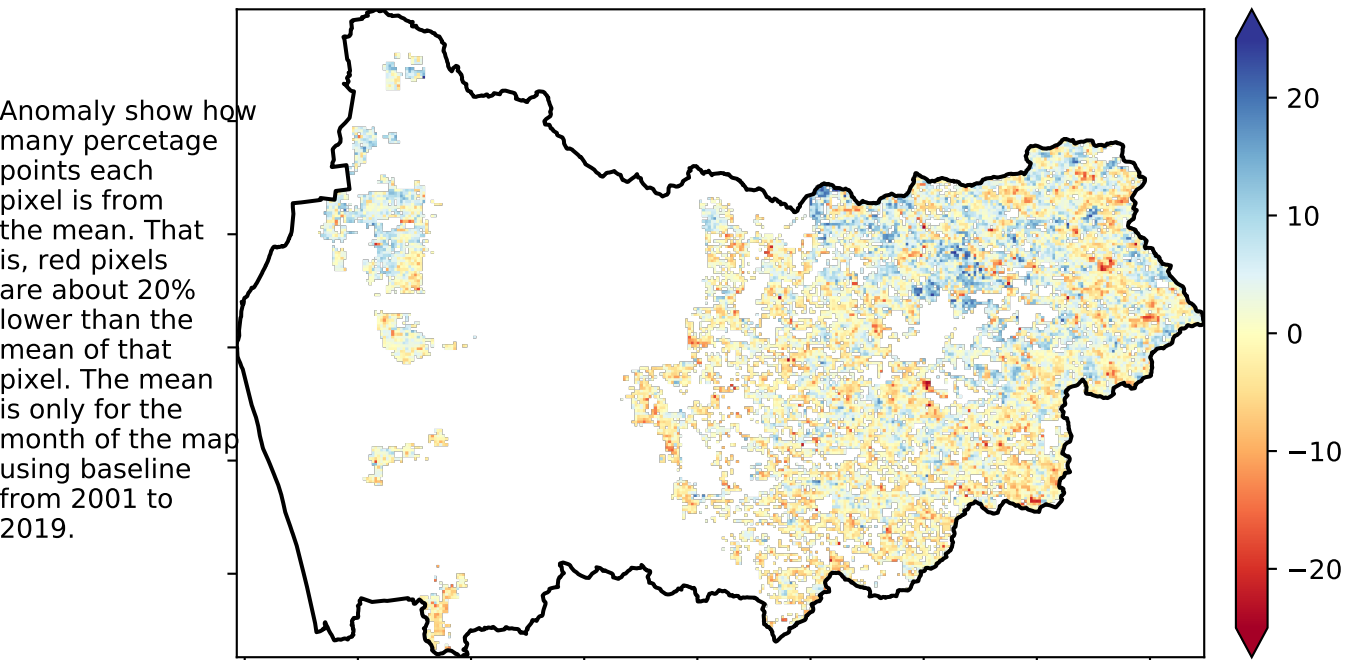 Anomaly show how
many percetage
points each
pixel is from
the mean. That
is, red pixels
are about 20%
lower than the
mean of that
pixel. The mean
is only for the
month of the map
using baseline
from 2001 to
2019.
20
10
0
−10
−20